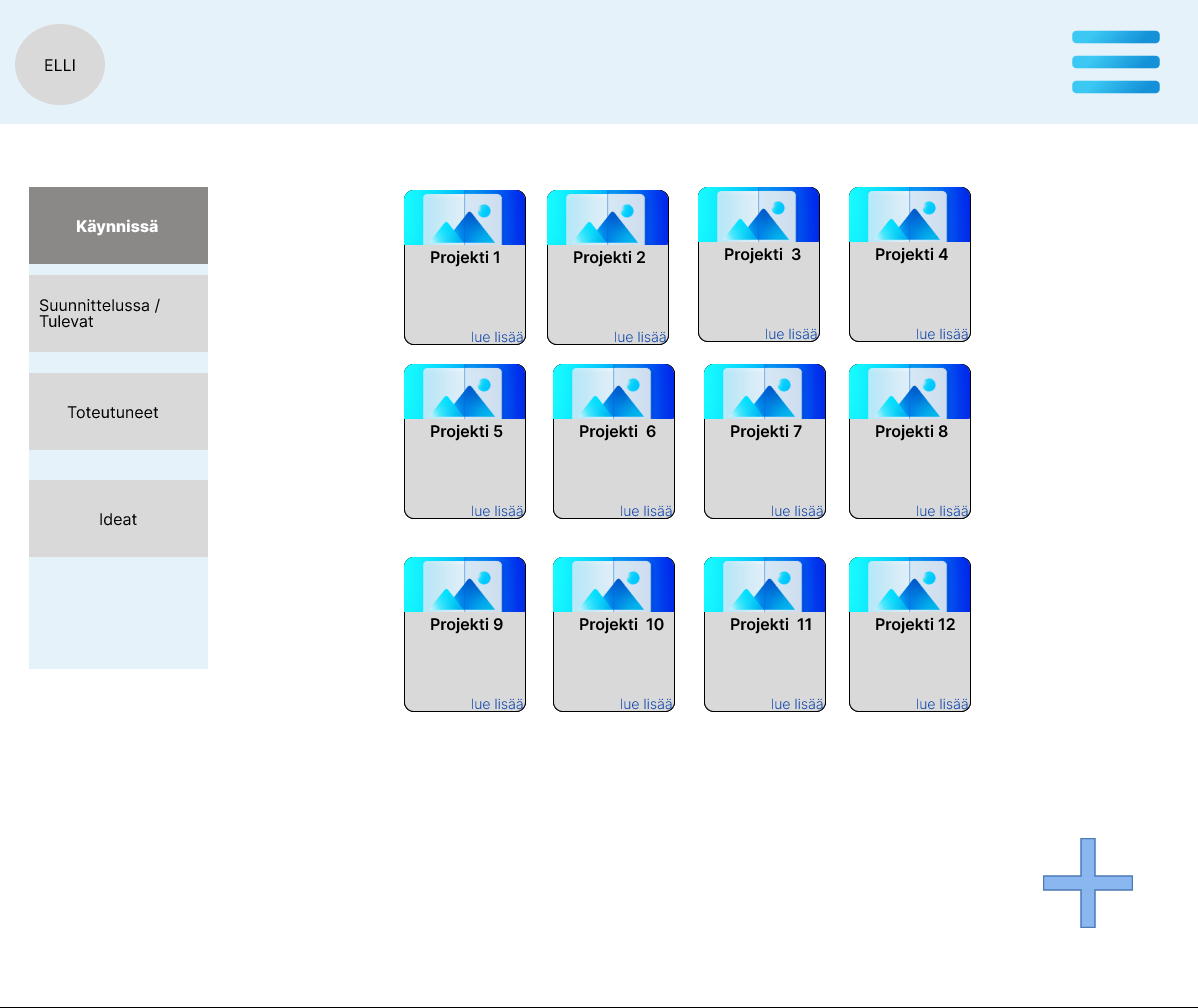 ELLI
Käynnissä
Suunnittelussa /
Tulevat
Toteutuneet
Ideat
Projekti 1
lue lisää
Projekti 2
lue lisää
Projekti  3
lue lisää
Projekti 4
lue lisää
Projekti 5
lue lisää
Projekti  6
lue lisää
Projekti 7
lue lisää
Projekti 8
lue lisää
Projekti 9
lue lisää
Projekti  10
lue lisää
Projekti  11
lue lisää
Projekti 12
lue lisää